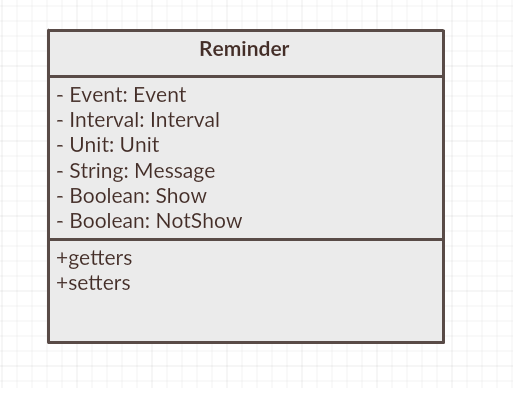 Reminder
- Event: Event
- Interval: Interval
- Unit: Unit
- String: Message
- Boolean: Show
- Boolean: NotShow
+getters
+setters